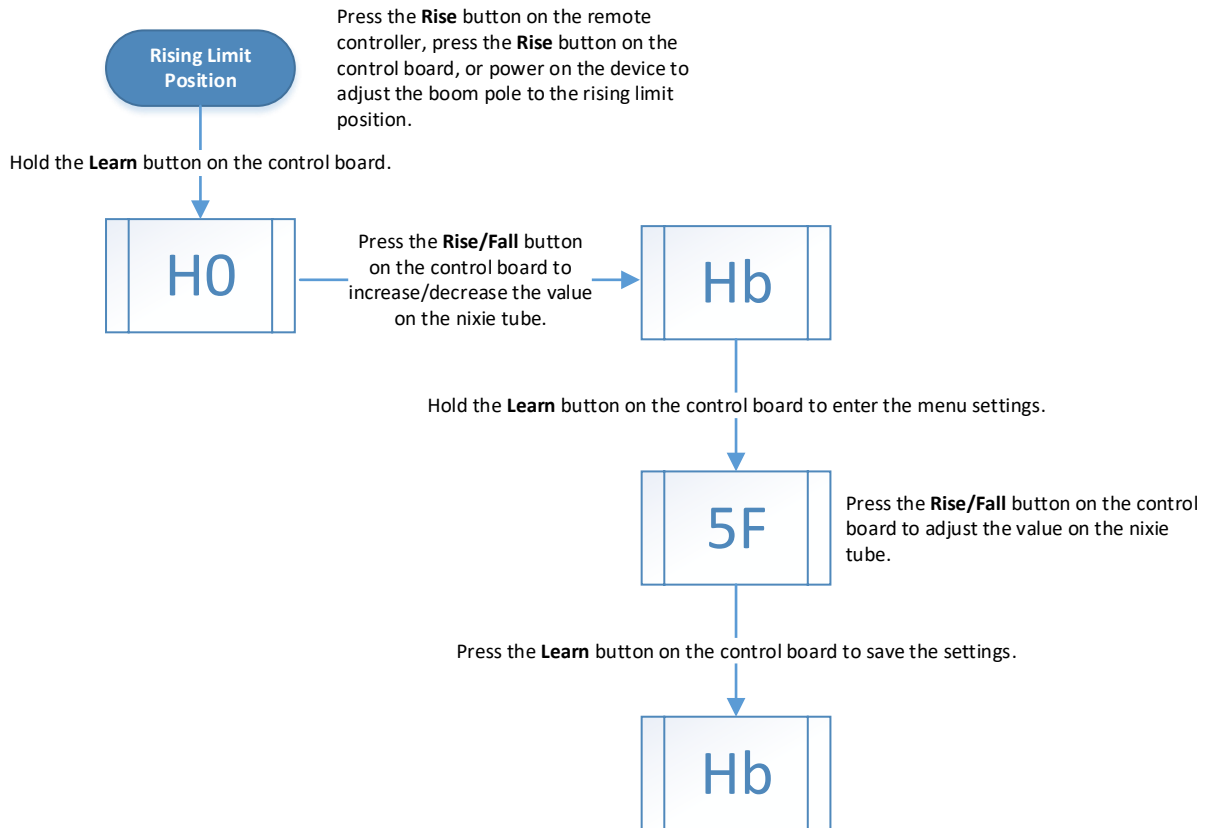 Rising Limit
Position
Press the Rise button on the remote
controller, press the Rise button on the
control board, or power on the device to
adjust the boom pole to the rising limit
position.
Hold the Learn button on the control board.
H0
Press the Rise/Fall button
on the control board to
increase/decrease the value
on the nixie tube.
Hb
Hold the Learn button on the control board to enter the menu settings.
5F
Press the Rise/Fall button on the control
board to adjust the value on the nixie
tube.
Press the Learn button on the control board to save the settings.
Hb